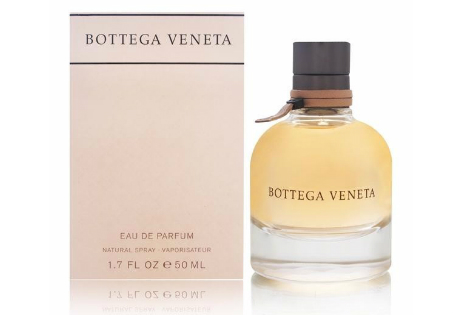 BOTTEGA VENETA
EAU DE PARFUM
NATURAL SPRAY - VAPORISATEUR
1.7 FL OZ ℮ 50 ML
BOTTEGA VENETA